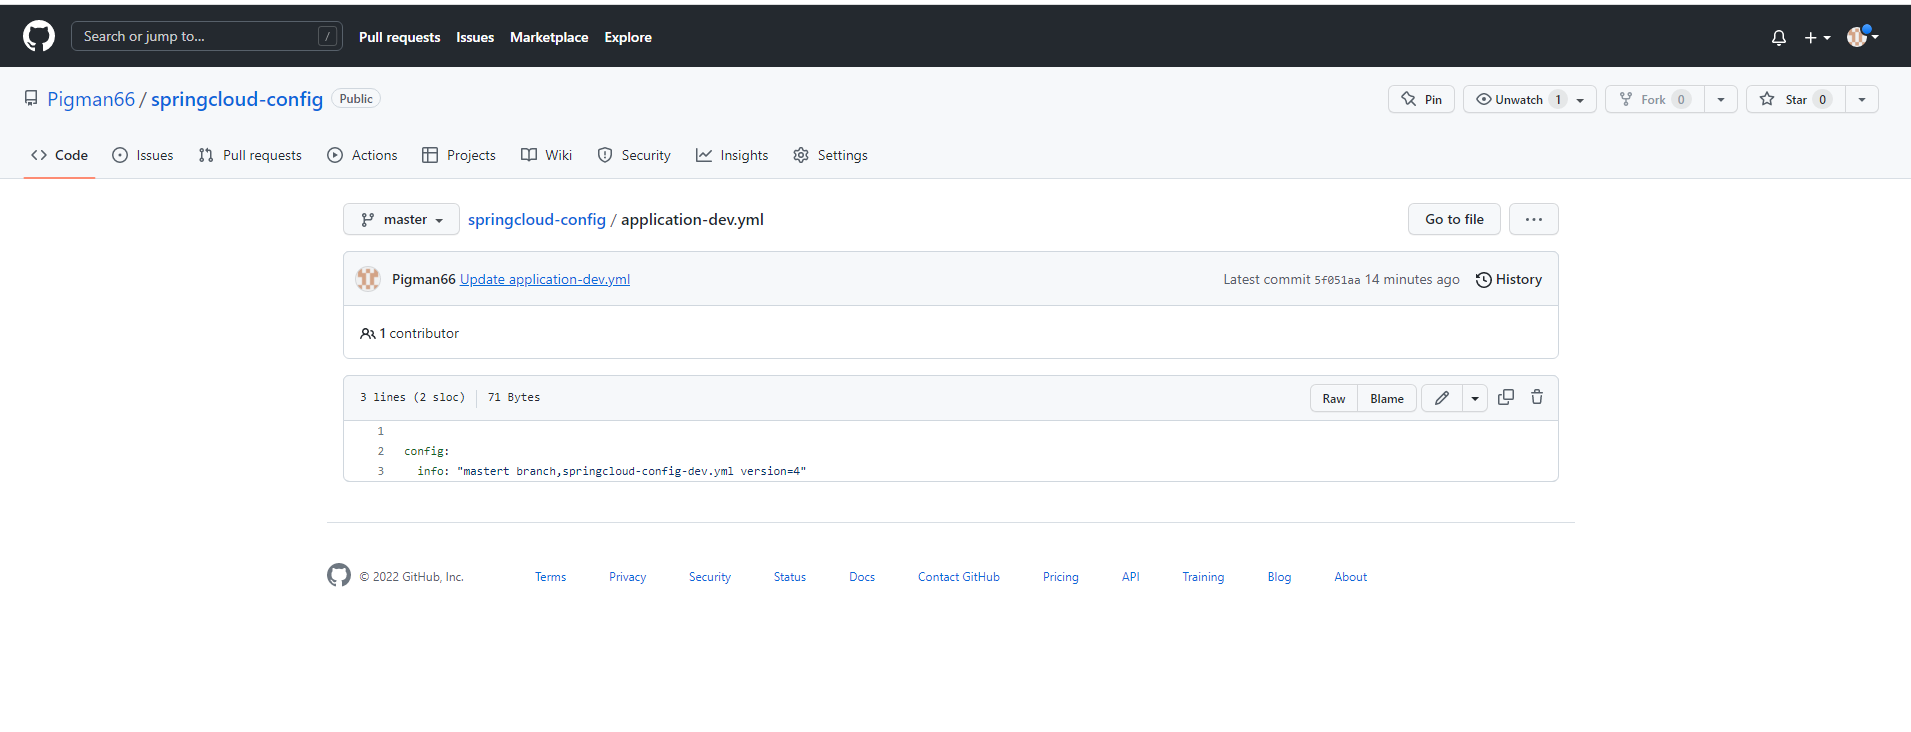 Search or jump to... /
Pull requests Issues Marketplace Explore
Pigman66 / springcloud-config Public
Pin Unwatch 1 Fork 0 Star 0
Code Issues Pull requests Actions Projects Wiki Security Insights Settings
master springcloud-config / application-dev.yml Go to file ...
Pigman66 Update application-dev.yml Latest commit 5f051aa 14 minutes ago History
1 contributor
3 lines (2 sloc) 71 Bytes Raw Blame
1
2 config:
3 info: "mastert branch,springcloud-config-dev.yml version=4"
© 2022 GitHub, Inc. Terms Privacy Security Status Docs Contact GitHub Pricing API Training Blog About